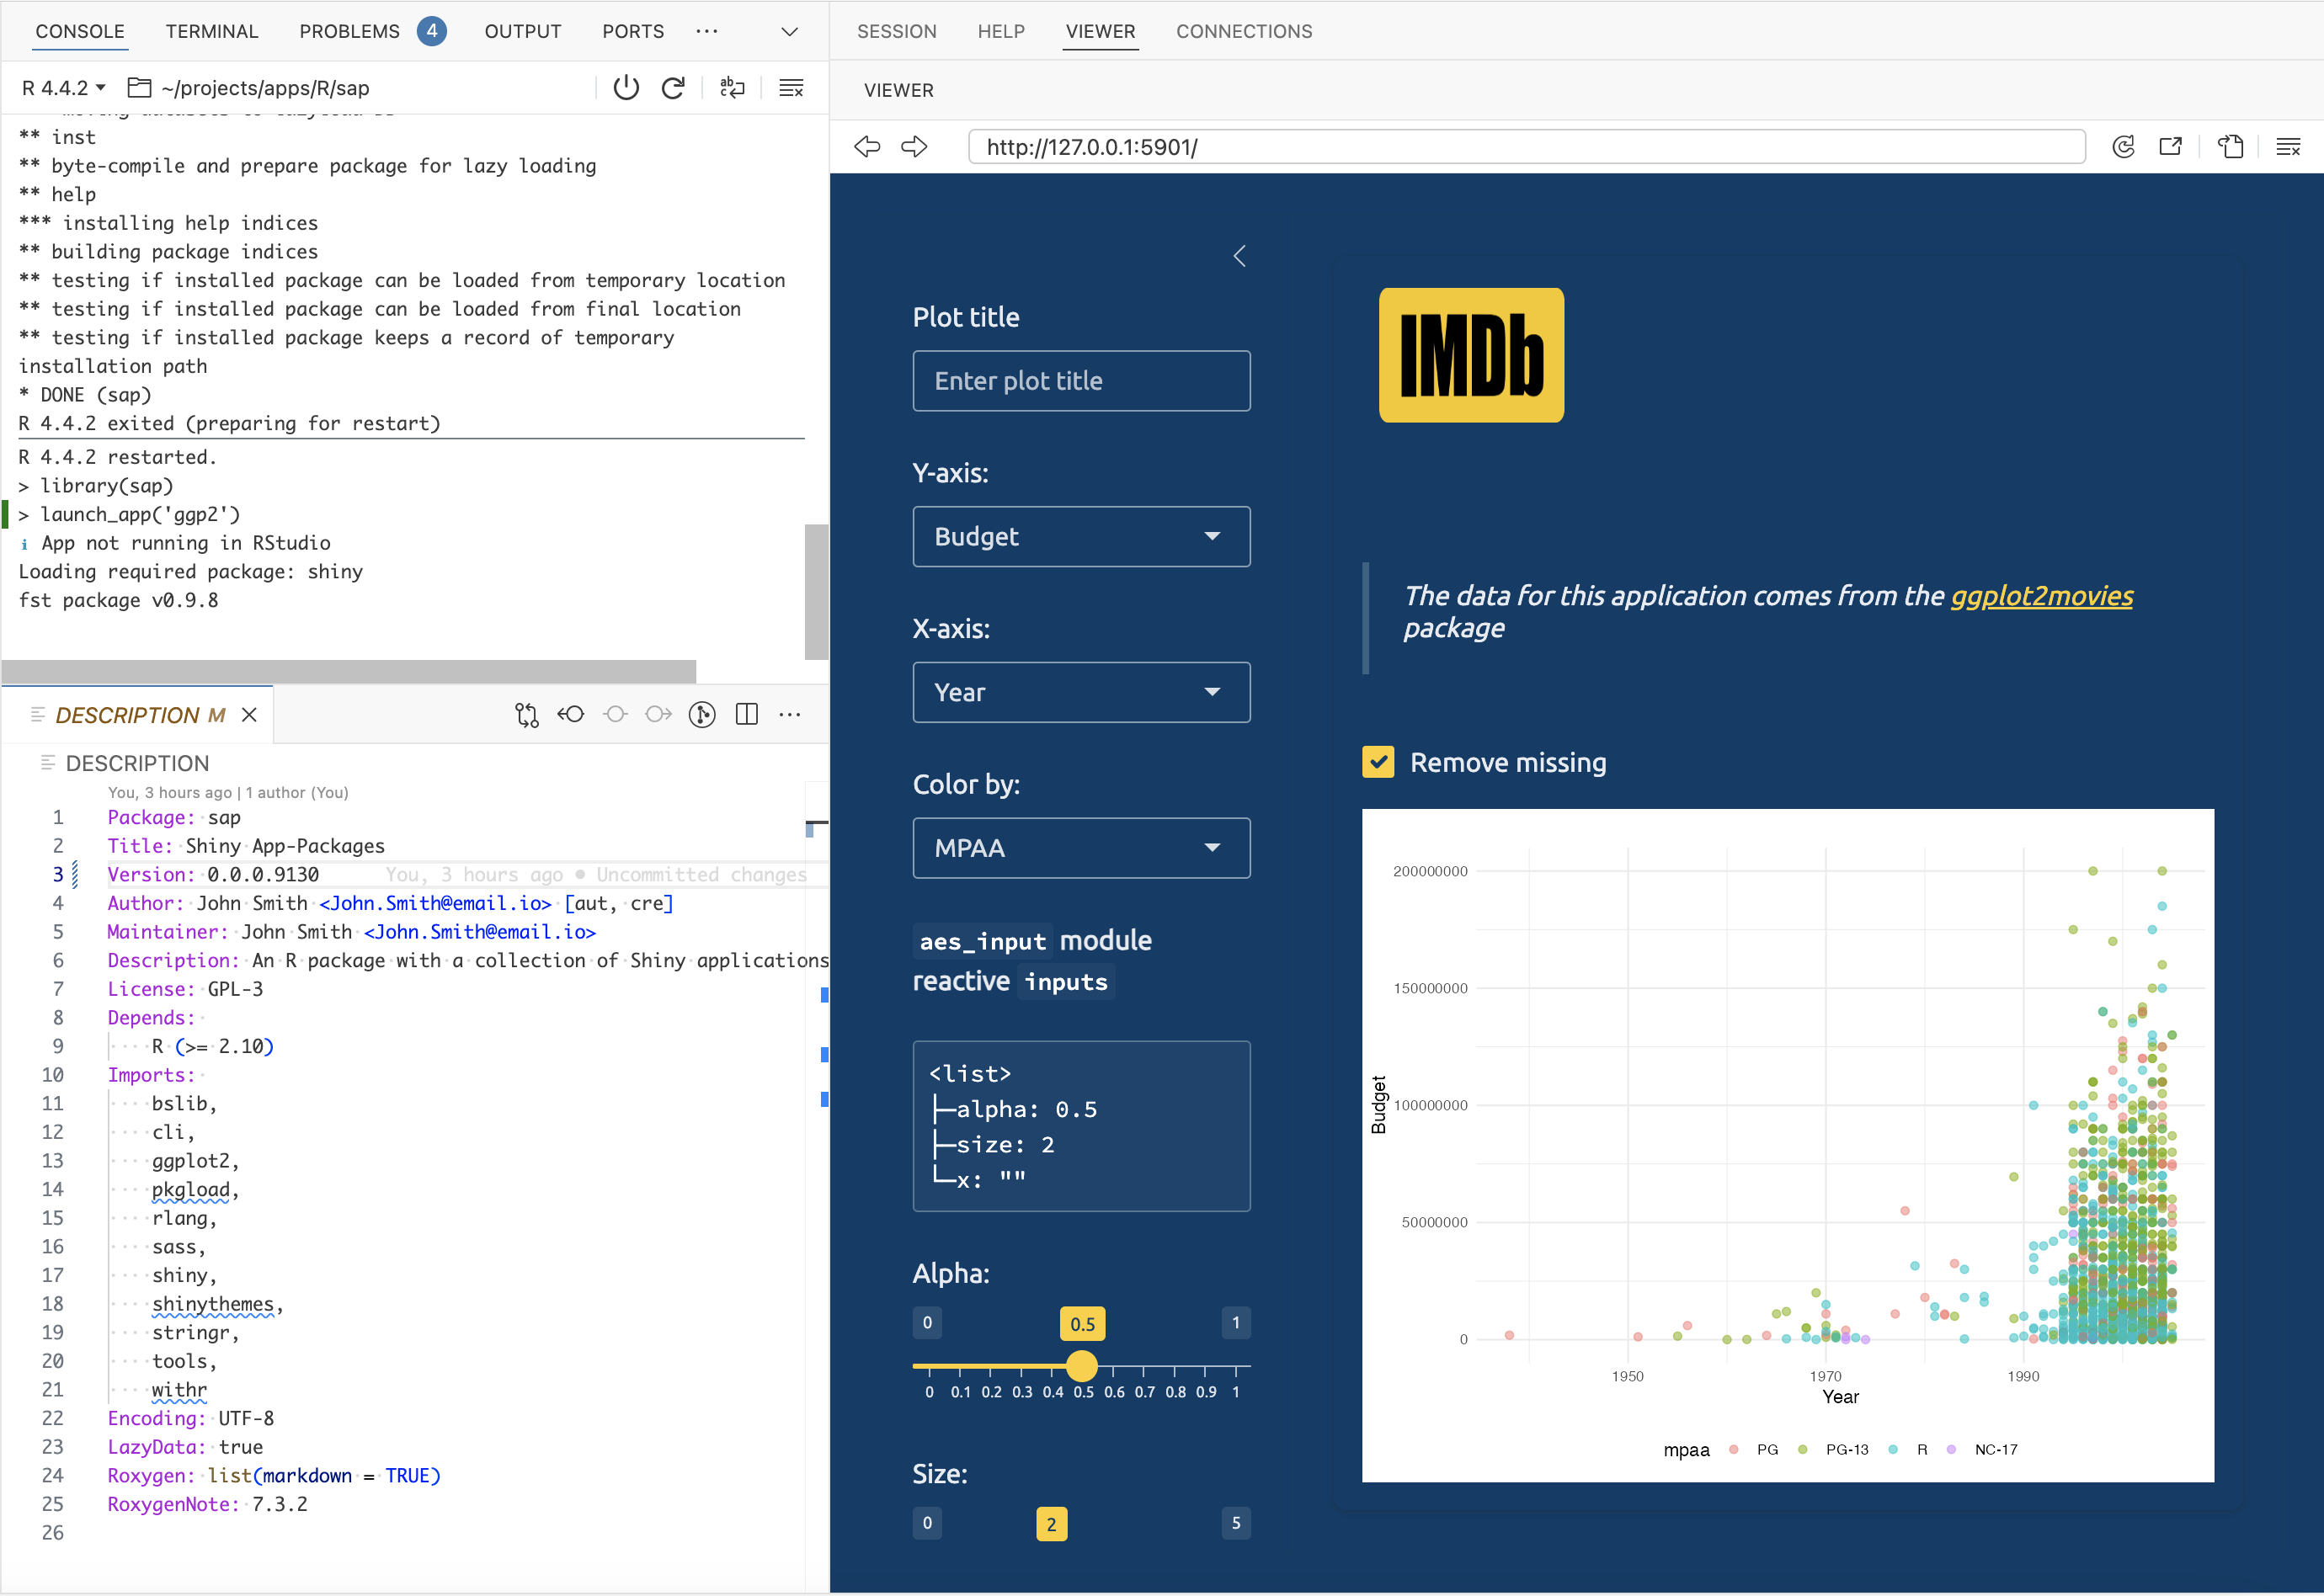 CONSOLE TERMINAL PROBLEMS 4 OUTPUT PORTS ...
R 4.4.2 ~/projects/apps/R/sap
** inst
** byte-compile and prepare package for lazy loading
** help
*** installing help indices
** building package indices
** testing if installed package can be loaded from temporary location
** testing if installed package can be loaded from final location
** testing if installed package keeps a record of temporary
installation path
* DONE (sap)
R 4.4.2 exited (preparing for restart)
R 4.4.2 restarted.
> library(sap)
> launch_app('ggp2')
ℹ App not running in RStudio
Loading required package: shiny
fst package v0.9.8
DESCRIPTION M
DESCRIPTION
You, 3 hours ago | 1 author (You)
1 Package: sap
2 Title: Shiny App-Packages
3 Version: 0.0.0.9130 You, 3 hours ago • Uncommitted changes
4 Author: John Smith <John.Smith@email.io> [aut, cre]
5 Maintainer: John Smith <John.Smith@email.io>
6 Description: An R package with a collection of Shiny applications
7 License: GPL-3
8 Depends:
9 R (>= 2.10)
10 Imports:
11 bslib,
12 cli,
13 ggplot2,
14 pkgload,
15 rlang,
16 sass,
17 shiny,
18 shinythemes,
19 stringr,
20 tools,
21 withr
22 Encoding: UTF-8
23 LazyData: true
24 Roxygen: list(markdown = TRUE)
25 RoxygenNote: 7.3.2
26
SESSION HELP VIEWER CONNECTIONS
VIEWER
http://127.0.0.1:5901/
Plot title
Enter plot title
Y-axis:
Budget
X-axis:
Year
Color by:
MPAA
aes_input module
reactive inputs
<list>
├─alpha: 0.5
├─size: 2
└─x: ""
Alpha:
0 0.5 1
0 0.1 0.2 0.3 0.4 0.5 0.6 0.7 0.8 0.9 1
Size:
0 2 5
IMDb
The data for this application comes from the ggplot2movies
package
Remove missing
200000000
150000000
100000000
50000000
0
Budget
1950 1970 1990
Year
mpaa PG PG-13 R NC-17